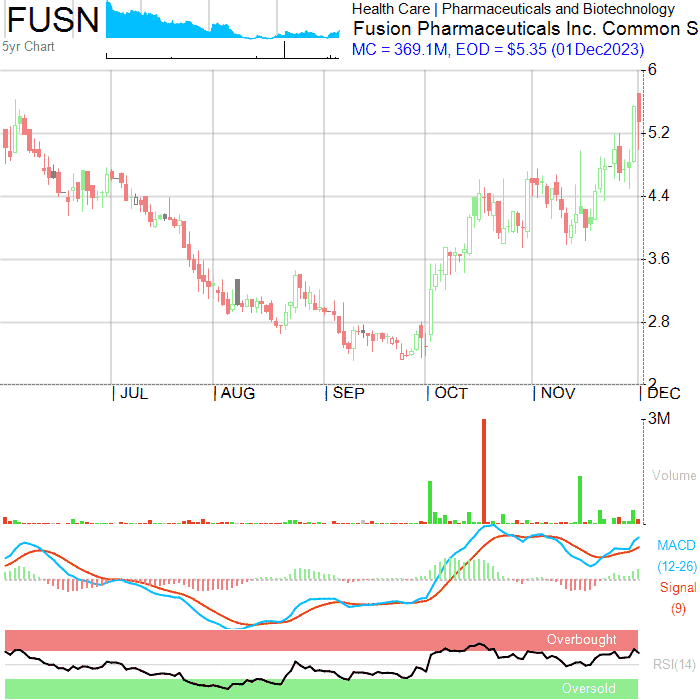 FUSN
5yr Chart
Health Care | Pharmaceuticals and Biotechnology
Fusion Pharmaceuticals Inc. Common S
MC = 369.1M, EOD = $5.35 (01Dec2023)
6
5.2
4.4
3.6
2.8
2
JUL
AUG
SEP
OCT
NOV
DEC
3M
Volume
MACD
(12-26)
Signal
(9)
Overbought
RSI(14)
Oversold